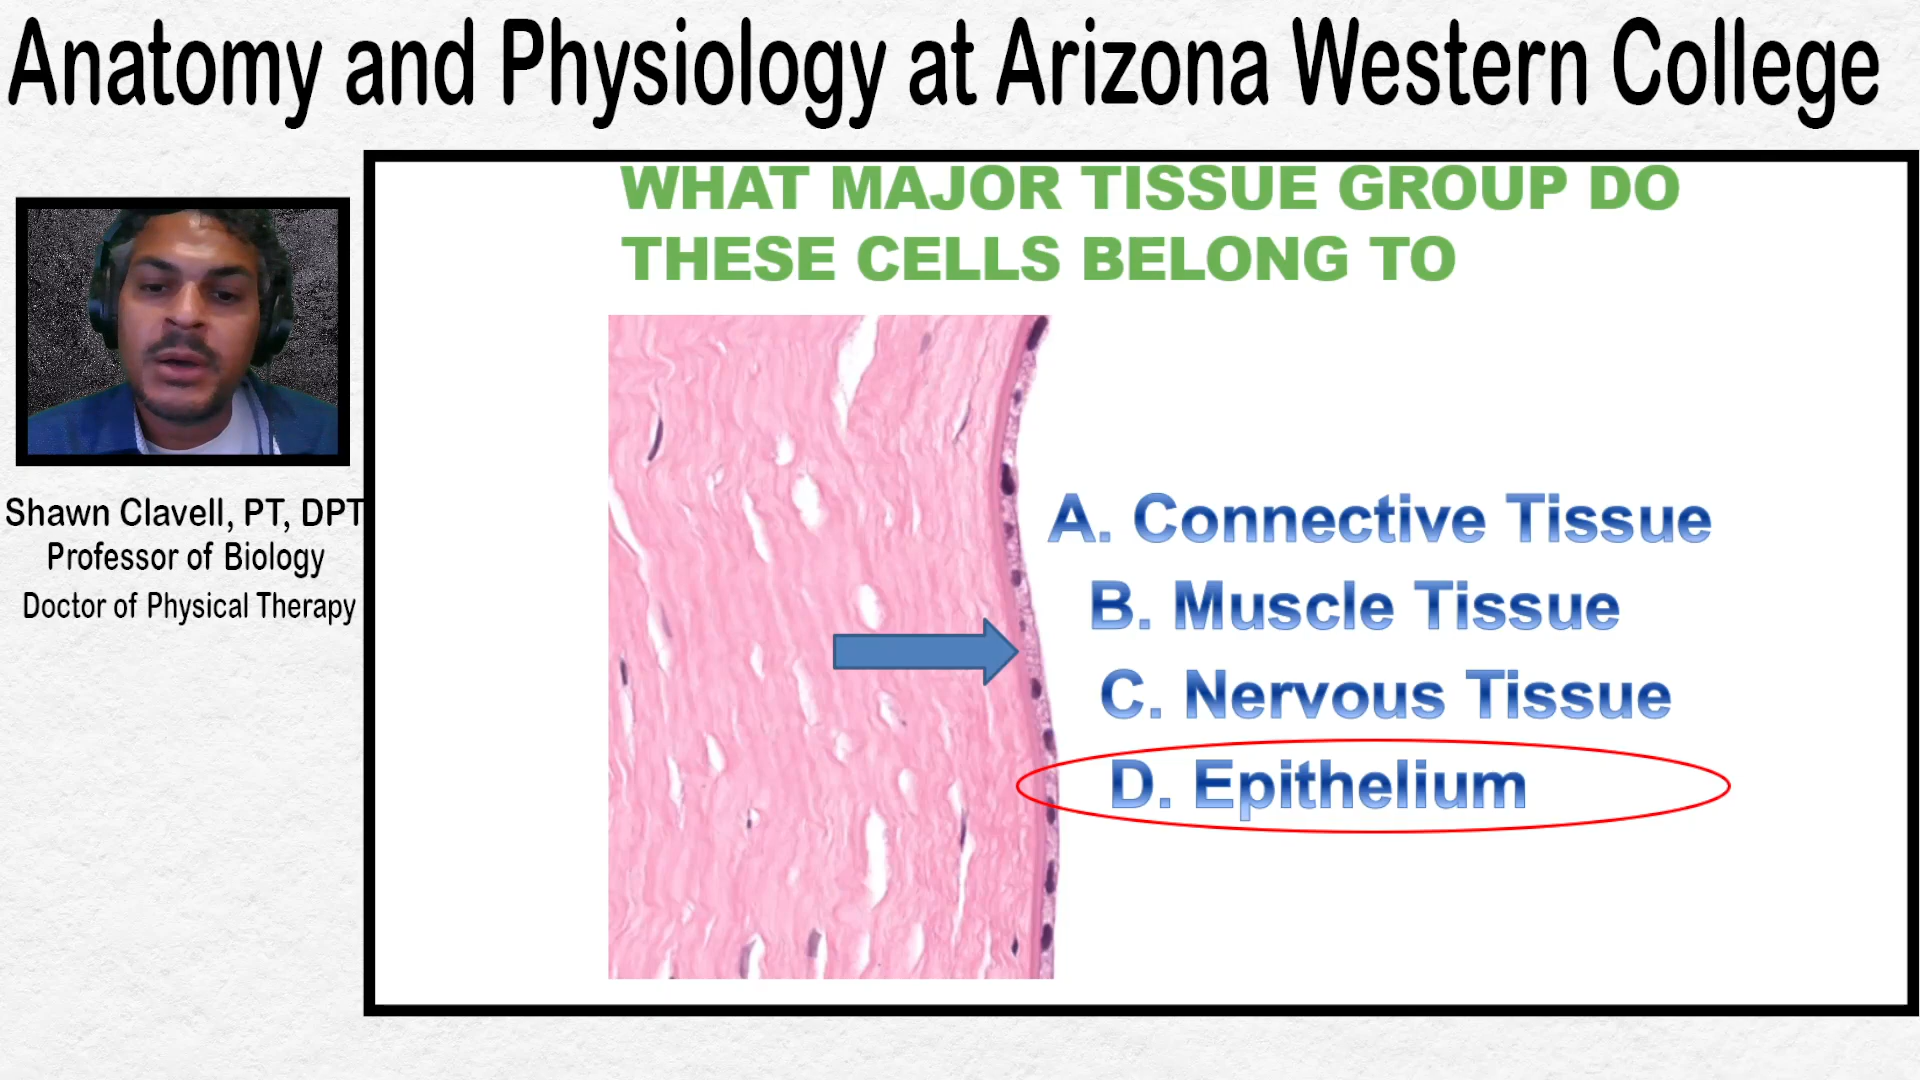 Anatomy and Physiology at Arizona Western College
WHAT MAJOR TISSUE GROUP DO
THESE CELLS BELONG TO
Shawn Clavell, PT, DPT
Professor of Biology
Doctor of Physical Therapy
A. Connective Tissue
B. Muscle Tissue
C. Nervous Tissue
D. Epithelium